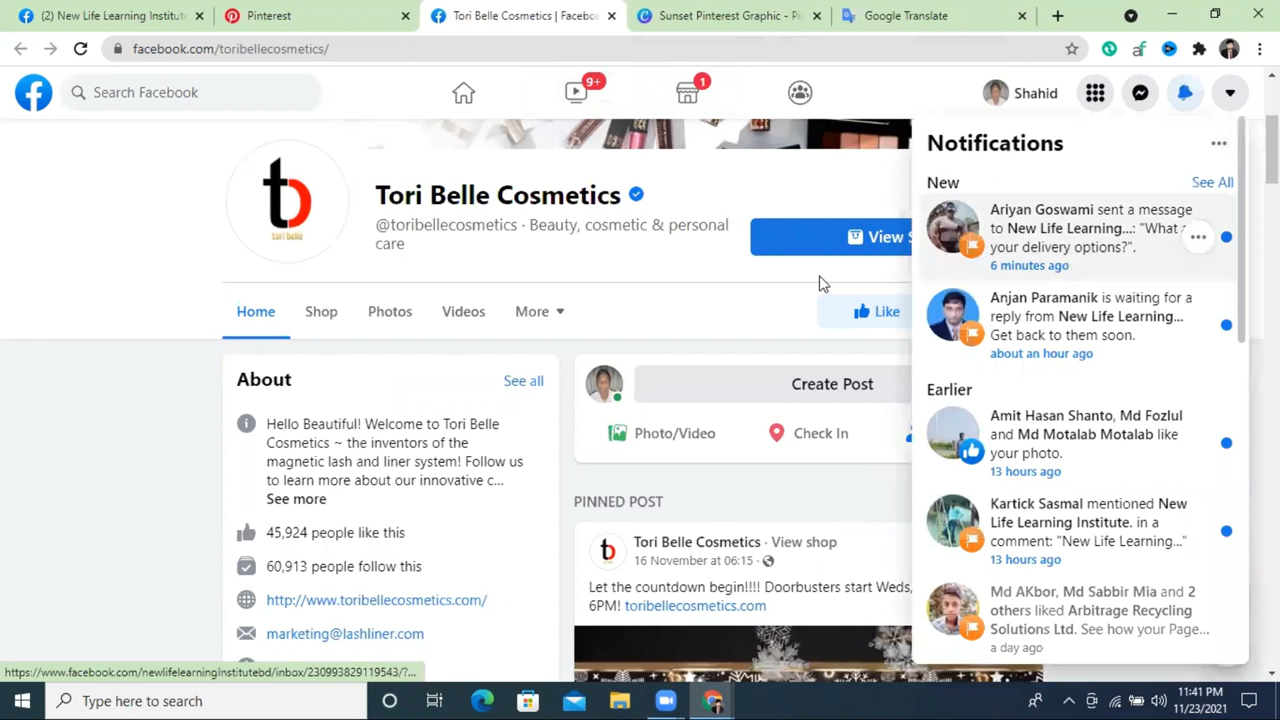 (2) New Life Learning Institut
Pinterest
Tori Belle Cosmetics | Faceboo
Sunset Pinterest Graphic - Pi
Google Translate
facebook.com/toribellecosmetics/
Search Facebook
9+
1
Shahid
Tori Belle Cosmetics
@toribellecosmetics · Beauty, cosmetic & personal
care
View S
tb
tori belle
Home
Shop
Photos
Videos
More
Like
About
See all
Hello Beautiful! Welcome to Tori Belle
Cosmetics ~ the inventors of the
magnetic lash and liner system! Follow us
to learn more about our innovative c...
See more
45,924 people like this
60,913 people follow this
http://www.toribellecosmetics.com/
marketing@lashliner.com
Create Post
Photo/Video
Check In
PINNED POST
Tori Belle Cosmetics · View shop
16 November at 06:15 ·
Let the countdown begin!!!! Doorbusters start Weds,
6PM! toribellecosmetics.com
Notifications
New
See All
Ariyan Goswami sent a message
to New Life Learning...: "What
your delivery options?".
6 minutes ago
Anjan Paramanik is waiting for a
reply from New Life Learning...
Get back to them soon.
about an hour ago
Earlier
Amit Hasan Shanto, Md Fozlul
and Md Motalab Motalab like
your photo.
13 hours ago
Kartick Sasmal mentioned New
Life Learning Institute. in a
comment: "New Life Learning..."
13 hours ago
Md AKbor, Md Sabbir Mia and 2
others liked Arbitrage Recycling
Solutions Ltd. See how your Page...
a day ago
https://www.facebook.com/newlifelearninginstitutebd/inbox/230993829119543/?...
Type here to search
11:41 PM
11/23/2021